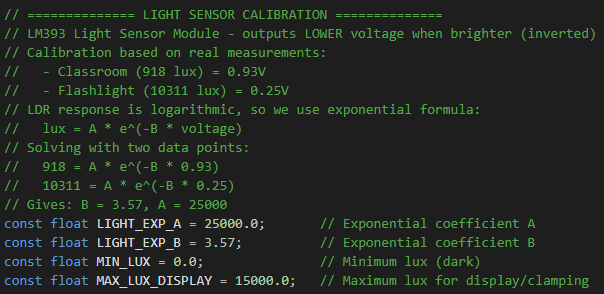 // ============== LIGHT SENSOR CALIBRATION ==============
// LM393 Light Sensor Module - outputs LOWER voltage when brighter (inverted)
// Calibration based on real measurements:
//   - Classroom (918 lux) = 0.93V
//   - Flashlight (10311 lux) = 0.25V
// LDR response is logarithmic, so we use exponential formula:
//   lux = A * e^(-B * voltage)
// Solving with two data points:
//   918 = A * e^(-B * 0.93)
//   10311 = A * e^(-B * 0.25)
// Gives: B = 3.57, A = 25000
const float LIGHT_EXP_A = 25000.0;      // Exponential coefficient A
const float LIGHT_EXP_B = 3.57;         // Exponential coefficient B
const float MIN_LUX = 0.0;              // Minimum lux (dark)
const float MAX_LUX_DISPLAY = 15000.0;  // Maximum lux for display/clamping